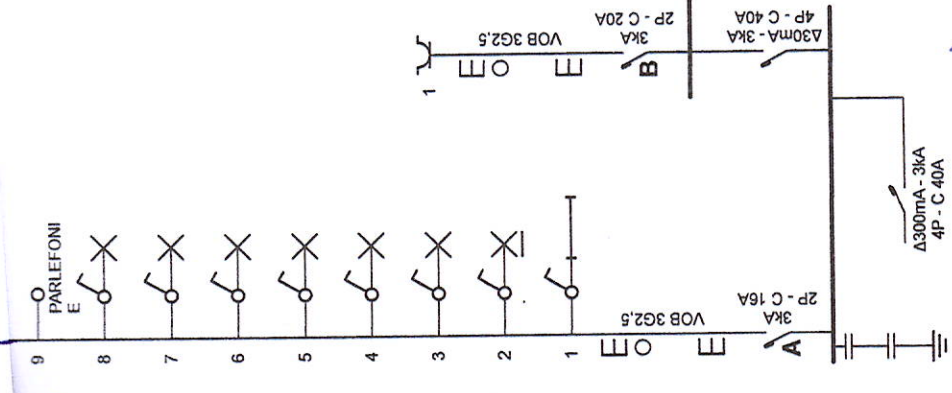 9
PARLEFONI
E
8
7
6
5
4
3
2
1
VOB 3G2,5
A
3kA
2P - C 16A
1
VOB 3G2,5
B
3kA
2P - C 20A
Δ30mA - 3kA
4P - C 40A
Δ300mA - 3kA
4P - C 40A